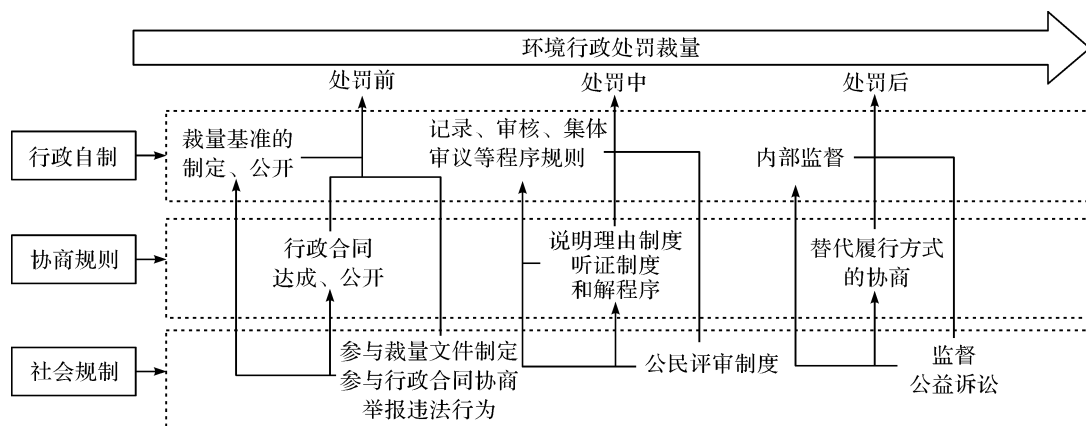 环境行政处罚裁量
处罚前
处罚中
处罚后
行政自制
裁量基准的
制定、公开
记录、审核、集体
审议等程序规则
内部监督
协商规则
行政合同
达成、公开
说明理由制度
听证制度
和解程序
替代履行方式
的协商
社会规制
参与裁量文件制定
参与行政合同协商
举报违法行为
公民评审制度
监督
公益诉讼